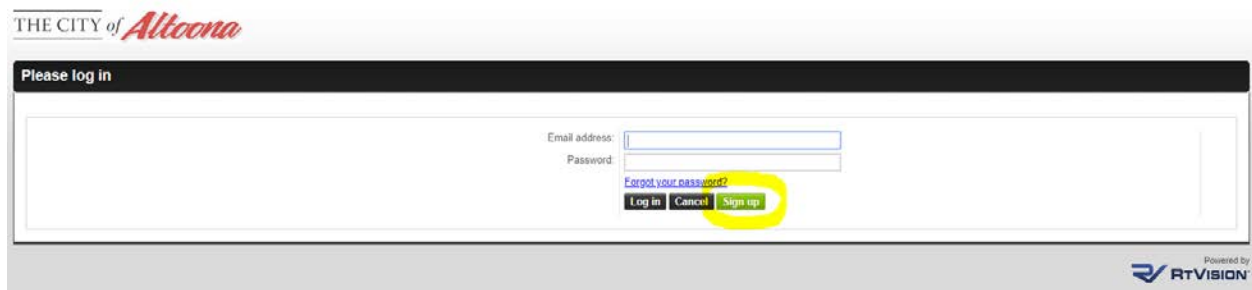 THE CITY of Altoona
Please log in
Email address:
Password:
Forgot your password?
Log in Cancel Sign up
Powered by
RTVISION